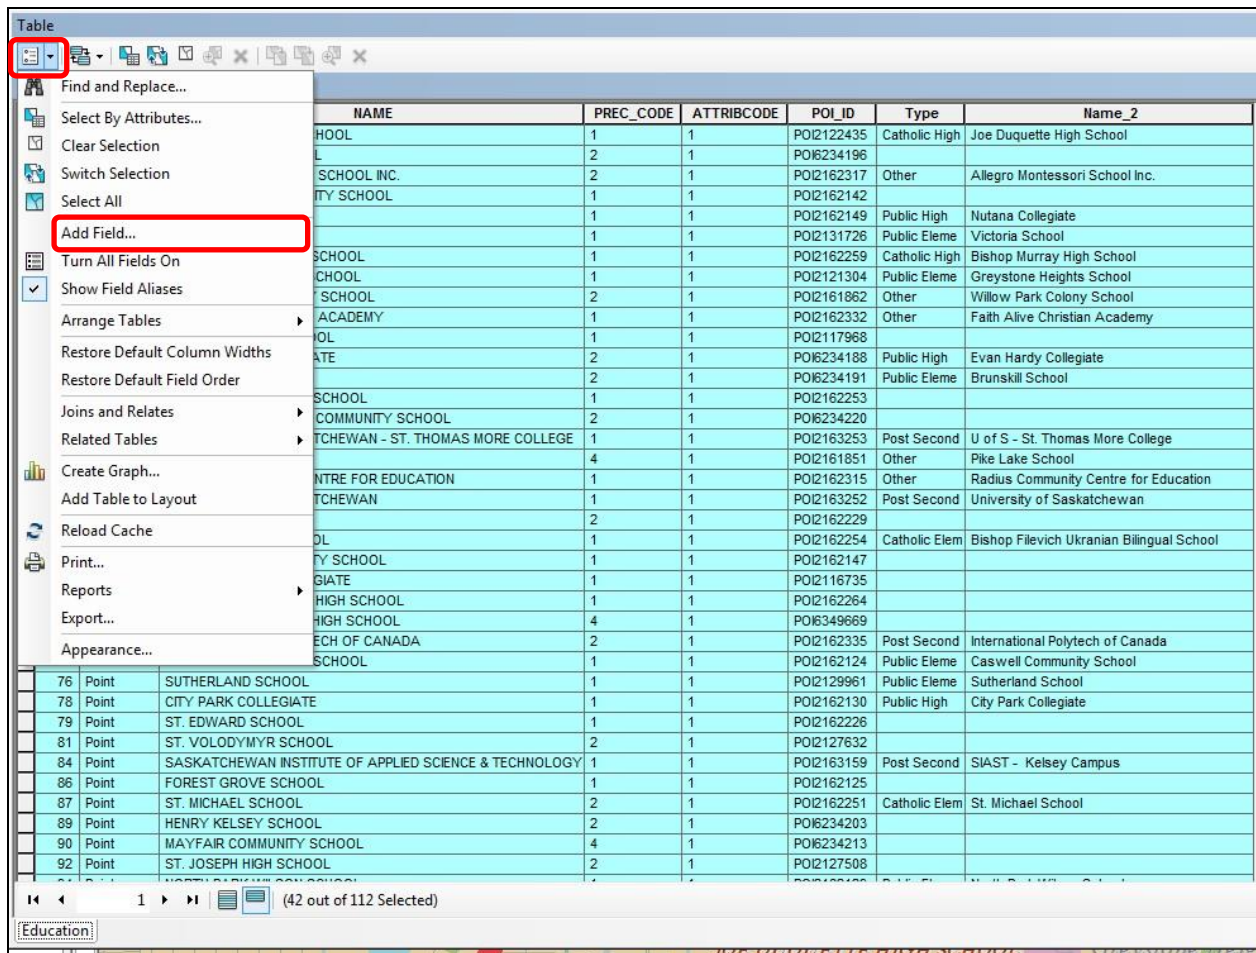 Table
Find and Replace...
Select By Attributes...
Clear Selection
Switch Selection
Select All
Add Field...
Turn All Fields On
Show Field Aliases
Arrange Tables
Restore Default Column Widths
Restore Default Field Order
Joins and Relates
Related Tables
Create Graph...
Add Table to Layout
Reload Cache
Print...
Reports
Export...
Appearance...
NAME PREC_CODE ATTRIBCODE POI_ID Type Name_2
HOOL 1 1 POI2122435 Catholic High Joe Duquette High School
L 2 1 POI6234196
SCHOOL INC. 2 1 POI2162317 Other Allegro Montessori School Inc.
ITY SCHOOL 1 1 POI2162142
1 1 POI2162149 Public High Nutana Collegiate
1 1 POI2131726 Public Eleme Victoria School
SCHOOL 1 1 POI2162259 Catholic High Bishop Murray High School
CHOOL 1 1 POI2121304 Public Eleme Greystone Heights School
Y SCHOOL 2 1 POI2161862 Other Willow Park Colony School
ACADEMY 1 1 POI2162332 Other Faith Alive Christian Academy
OOL 1 1 POI2117968
ATE 2 1 POI6234188 Public High Evan Hardy Collegiate
2 1 POI6234191 Public Eleme Brunskill School
SCHOOL 1 1 POI2162253
COMMUNITY SCHOOL 2 1 POI6234220
TCHEWAN - ST. THOMAS MORE COLLEGE 1 1 POI2163253 Post Second U of S - St. Thomas More College
4 1 POI2161851 Other Pike Lake School
NTRE FOR EDUCATION 1 1 POI2162315 Other Radius Community Centre for Education
TCHEWAN 1 1 POI2163252 Post Second University of Saskatchewan
2 1 POI2162229
OL 1 1 POI2162254 Catholic Elem Bishop Filevich Ukranian Bilingual School
TY SCHOOL 1 1 POI2162147
GIATE 1 1 POI2116735
HIGH SCHOOL 1 1 POI2162264
HIGH SCHOOL 4 1 POI6349669
ECH OF CANADA 2 1 POI2162335 Post Second International Polytech of Canada
SCHOOL 1 1 POI2162124 Public Eleme Caswell Community School
76 Point SUTHERLAND SCHOOL 1 1 POI2129961 Public Eleme Sutherland School
78 Point CITY PARK COLLEGIATE 1 1 POI2162130 Public High City Park Collegiate
79 Point ST. EDWARD SCHOOL 1 1 POI2162226
81 Point ST. VOLODYMYR SCHOOL 2 1 POI2127632
84 Point SASKATCHEWAN INSTITUTE OF APPLIED SCIENCE & TECHNOLOGY 1 1 POI2163159 Post Second SIAST - Kelsey Campus
86 Point FOREST GROVE SCHOOL 1 1 POI2162125
87 Point ST. MICHAEL SCHOOL 2 1 POI2162251 Catholic Elem St. Michael School
89 Point HENRY KELSEY SCHOOL 2 1 POI6234203
90 Point MAYFAIR COMMUNITY SCHOOL 4 1 POI6234213
92 Point ST. JOSEPH HIGH SCHOOL 2 1 POI2127508
1 (42 out of 112 Selected)
Education